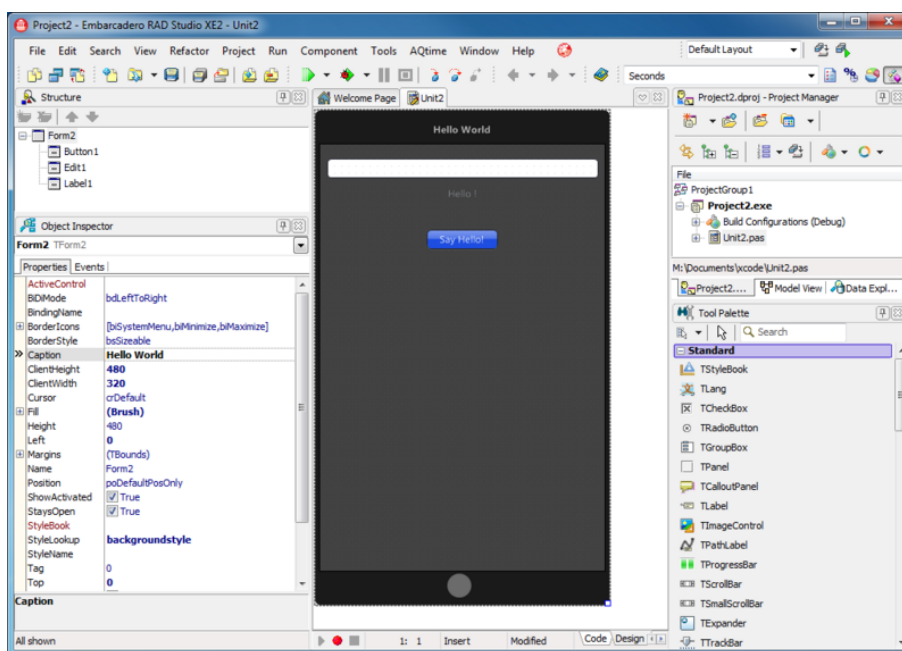 Project2 - Embarcadero RAD Studio XE2 - Unit2
File Edit Search View Refactor Project Run Component Tools AQtime Window Help
Default Layout
Seconds
Structure
Form2
Button1
Edit1
Label1
Object Inspector
Form2 TForm2
Properties Events
ActiveControl
BiDiMode bdLeftToRight
BindingName
BorderIcons [biSystemMenu,biMinimize,biMaximize]
BorderStyle bsSizeable
Caption Hello World
ClientHeight 480
ClientWidth 320
Cursor crDefault
Fill (Brush)
Height 480
Left 0
Margins (TBounds)
Name Form2
Position poDefaultPosOnly
ShowActivated True
StaysOpen True
StyleBook
StyleLookup backgroundstyle
StyleName
Tag 0
Top 0
Caption
All shown
Welcome Page Unit2
Hello World
Hello !
Say Hello!
1: 1 Insert Modified Code Design
Project2.dproj - Project Manager
File
ProjectGroup1
Project2.exe
Build Configurations (Debug)
Unit2.pas
M:\Documents\xcode\Unit2.pas
Project2.... Model View Data Expl...
Tool Palette
Search
Standard
TStyleBook
TLang
TCheckBox
TRadioButton
TGroupBox
TPanel
TCalloutPanel
TLabel
TImageControl
TPathLabel
TProgressBar
TScrollBar
TSmallScrollBar
TExpander
TTrackBar